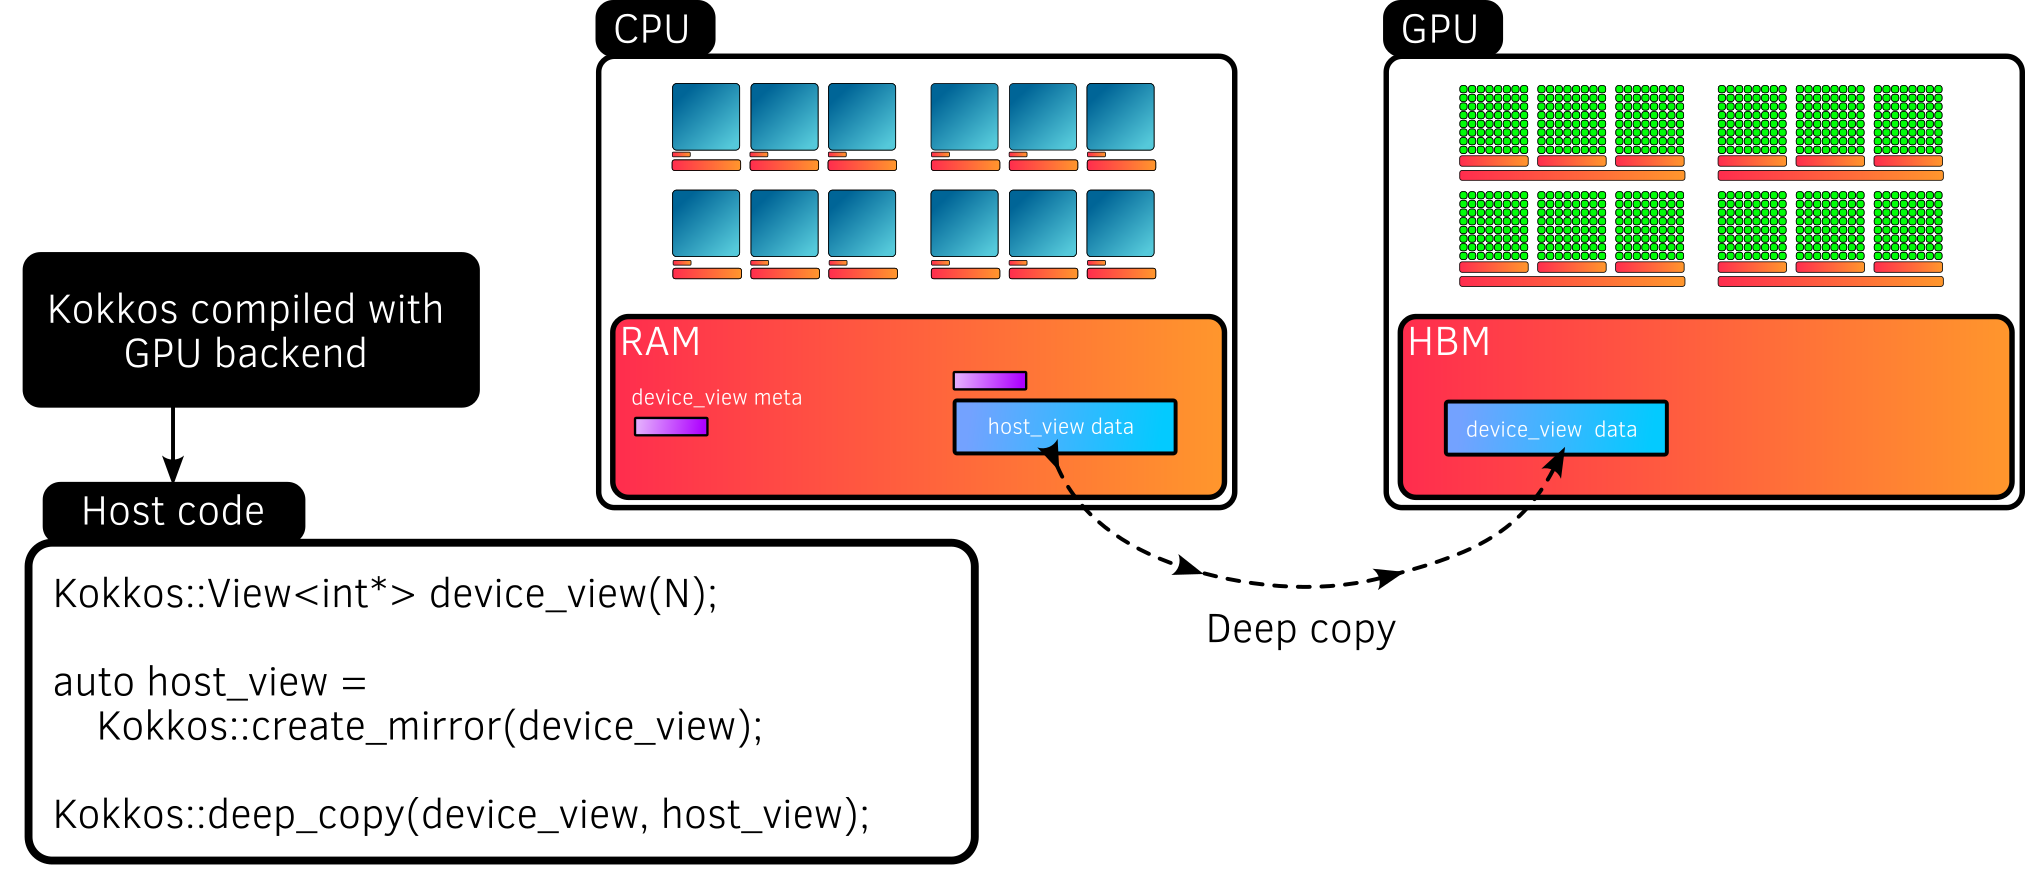 CPU
GPU
Kokkos compiled with
GPU backend
RAM
device_view meta
host_view data
HBM
device_view  data
Deep copy
Host code
Kokkos::View<int*> device_view(N);
auto host_view =
Kokkos::create_mirror(device_view);
Kokkos::deep_copy(device_view, host_view);